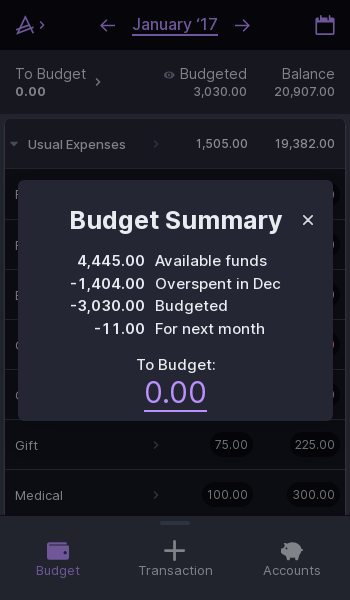 January ‘17
To Budget
0.00
Budgeted
3,030.00
Balance
20,907.00
Usual Expenses 1,505.00 19,382.00
Budget Summary
4,445.00 Available funds
-1,404.00 Overspent in Dec
-3,030.00 Budgeted
-11.00 For next month
To Budget:
0.00
Gift 75.00 225.00
Medical 100.00 300.00
Budget Transaction Accounts